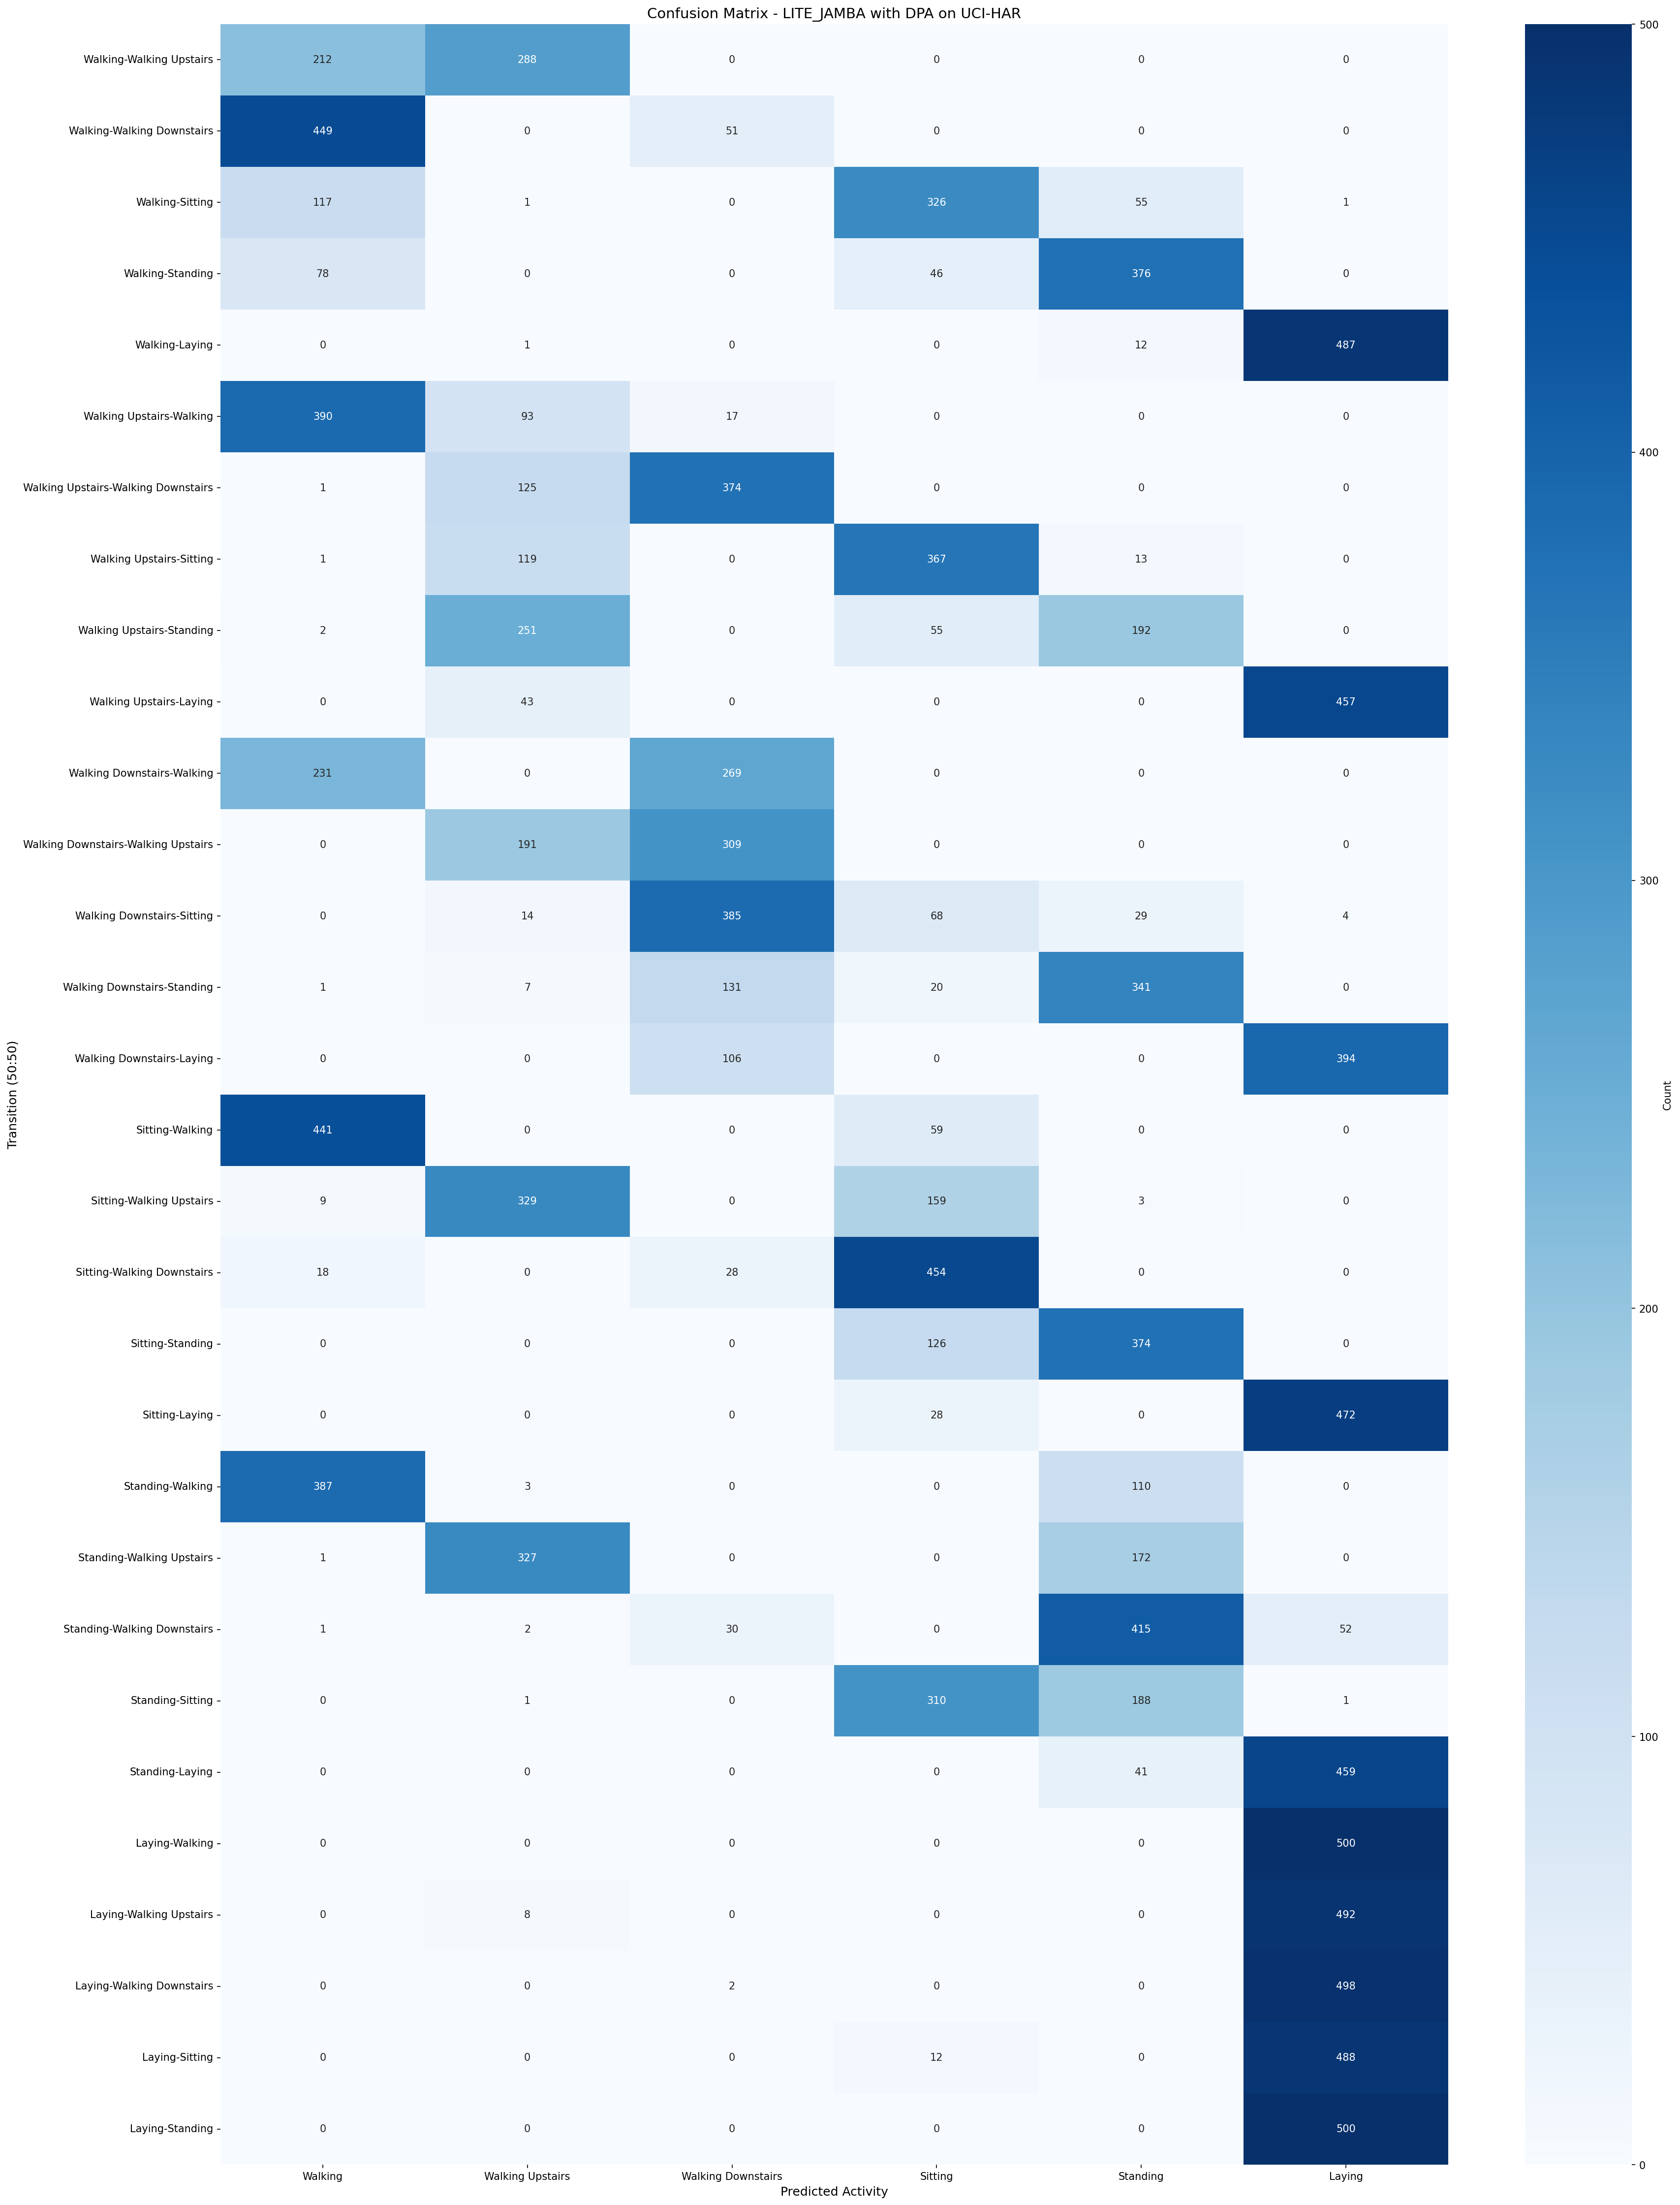 Confusion Matrix - LITE_JAMBA with DPA on UCI-HAR
Walking-Walking Upstairs 212 288 0 0 0 0
Walking-Walking Downstairs 449 0 51 0 0 0
Walking-Sitting 117 1 0 326 55 1
Walking-Standing 78 0 0 46 376 0
Walking-Laying 0 1 0 0 12 487
Walking Upstairs-Walking 390 93 17 0 0 0
Walking Upstairs-Walking Downstairs 1 125 374 0 0 0
Walking Upstairs-Sitting 1 119 0 367 13 0
Walking Upstairs-Standing 2 251 0 55 192 0
Walking Upstairs-Laying 0 43 0 0 0 457
Walking Downstairs-Walking 231 0 269 0 0 0
Walking Downstairs-Walking Upstairs 0 191 309 0 0 0
Walking Downstairs-Sitting 0 14 385 68 29 4
Walking Downstairs-Standing 1 7 131 20 341 0
Walking Downstairs-Laying 0 0 106 0 0 394
Sitting-Walking 441 0 0 59 0 0
Sitting-Walking Upstairs 9 329 0 159 3 0
Sitting-Walking Downstairs 18 0 28 454 0 0
Sitting-Standing 0 0 0 126 374 0
Sitting-Laying 0 0 0 28 0 472
Standing-Walking 387 3 0 0 110 0
Standing-Walking Upstairs 1 327 0 0 172 0
Standing-Walking Downstairs 1 2 30 0 415 52
Standing-Sitting 0 1 0 310 188 1
Standing-Laying 0 0 0 0 41 459
Laying-Walking 0 0 0 0 0 500
Laying-Walking Upstairs 0 8 0 0 0 492
Laying-Walking Downstairs 0 0 2 0 0 498
Laying-Sitting 0 0 0 12 0 488
Laying-Standing 0 0 0 0 0 500
Walking Walking Upstairs Walking Downstairs Sitting Standing Laying
Predicted Activity
Transition (50:50)
500
400
300
200
100
0
Count